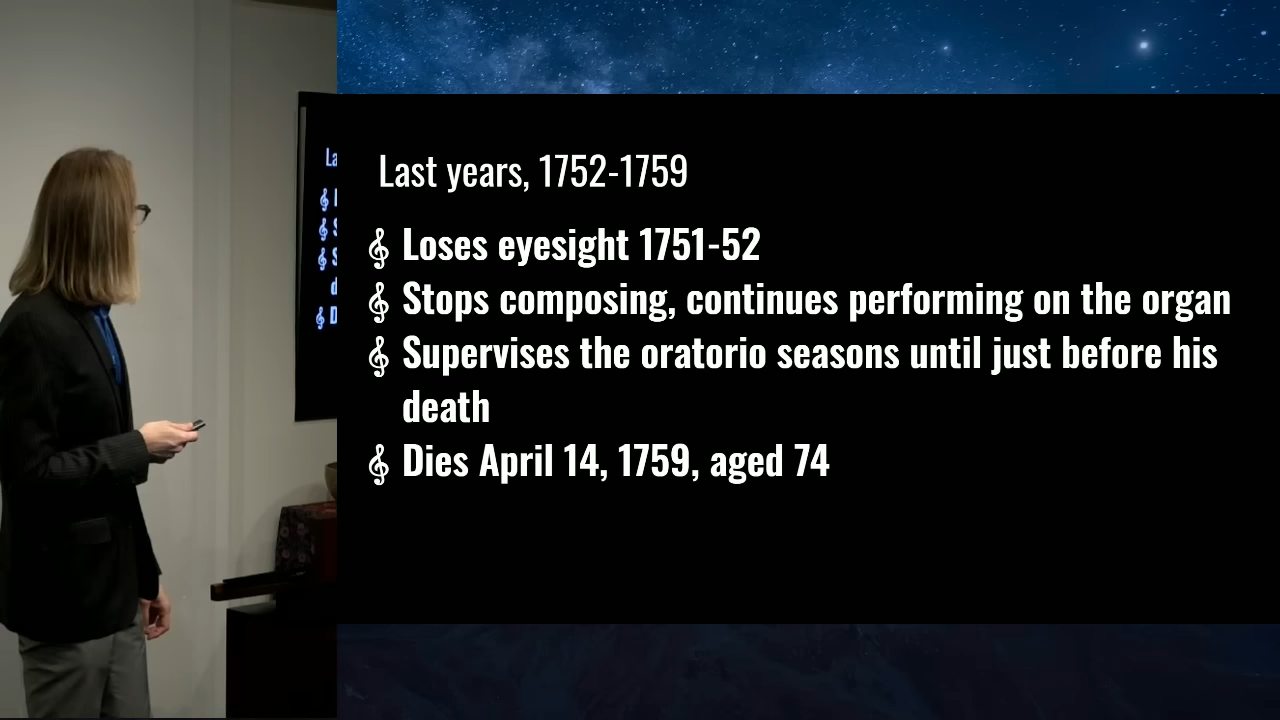 Last years, 1752-1759
Loses eyesight 1751-52
Stops composing, continues performing on the organ
Supervises the oratorio seasons until just before his
death
Dies April 14, 1759, aged 74
La